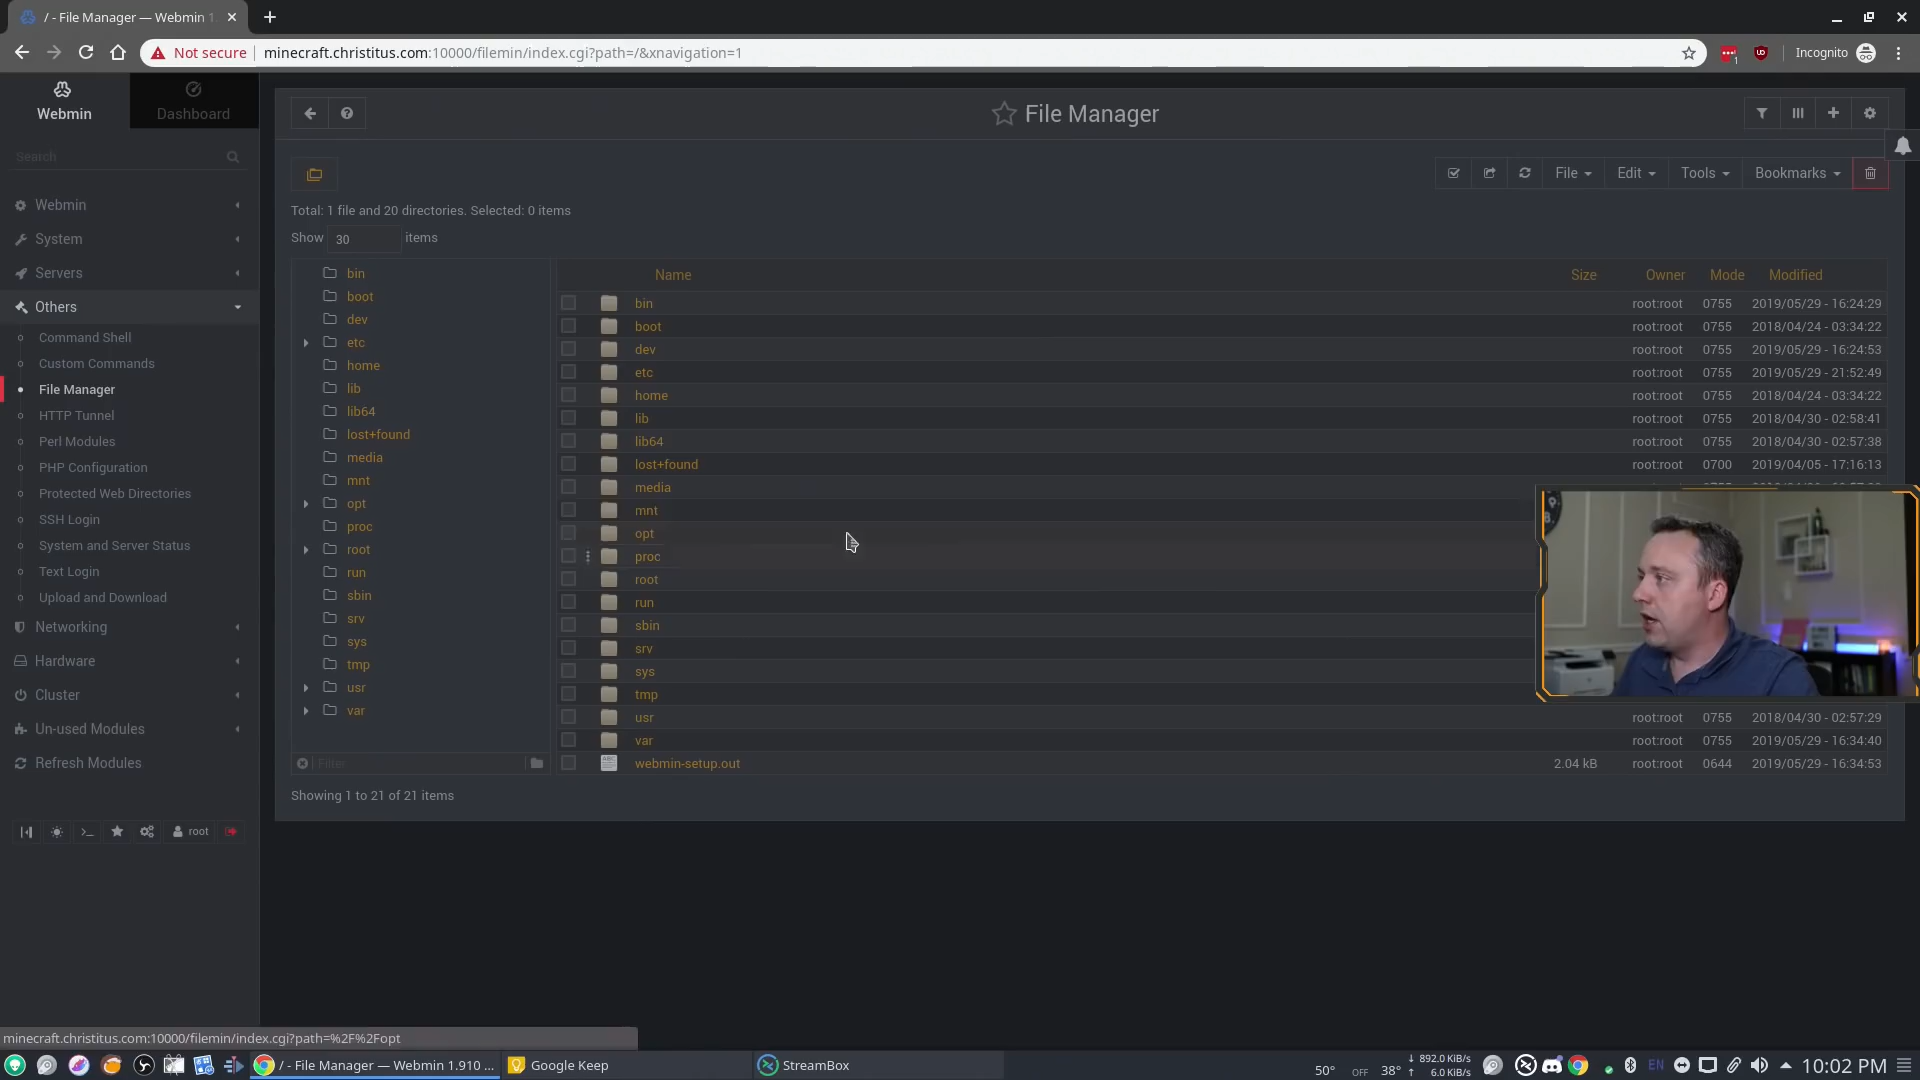 / - File Manager — Webmin 1
Not secure
minecraft.christitus.com:10000/filemin/index.cgi?path=/&xnavigation=1
1
Incognito
Webmin
Dashboard
Search
Webmin
System
Servers
Others
Command Shell
Custom Commands
File Manager
HTTP Tunnel
Perl Modules
PHP Configuration
Protected Web Directories
SSH Login
System and Server Status
Text Login
Upload and Download
Networking
Hardware
Cluster
Un-used Modules
Refresh Modules
root
File Manager
File
Edit
Tools
Bookmarks
Total: 1 file and 20 directories. Selected: 0 items
Show 30 items
bin
boot
dev
etc
home
lib
lib64
lost+found
media
mnt
opt
proc
root
run
sbin
srv
sys
tmp
usr
var
Filter
Name Size Owner Mode Modified
bin root:root 0755 2019/05/29 - 16:24:29
boot root:root 0755 2018/04/24 - 03:34:22
dev root:root 0755 2019/05/29 - 16:24:53
etc root:root 0755 2019/05/29 - 21:52:49
home root:root 0755 2018/04/24 - 03:34:22
lib root:root 0755 2018/04/30 - 02:58:41
lib64 root:root 0755 2018/04/30 - 02:57:38
lost+found root:root 0700 2019/04/05 - 17:16:13
media
mnt
opt
proc
root
run
sbin
srv
sys
tmp
usr root:root 0755 2018/04/30 - 02:57:29
var root:root 0755 2019/05/29 - 16:34:40
webmin-setup.out 2.04 kB root:root 0644 2019/05/29 - 16:34:53
Showing 1 to 21 of 21 items
minecraft.christitus.com:10000/filemin/index.cgi?path=%2F%2Fopt
/ - File Manager — Webmin 1.910 ...
Google Keep
StreamBox
50° OFF 38°
892.0 KiB/s
6.0 KiB/s
EN
10:02 PM